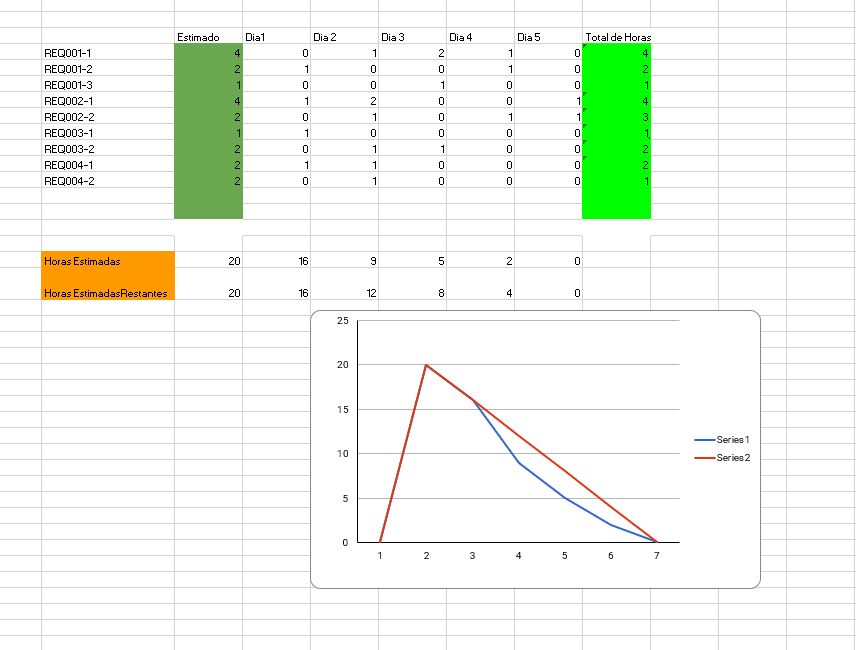 Estimado Dia1 Dia 2 Dia 3 Dia 4 Dia 5 Total de Horas
REQ001-1 4 0 1 2 1 0 4
REQ001-2 2 1 0 0 1 0 2
REQ001-3 1 0 0 1 0 0 1
REQ002-1 4 1 2 0 0 1 4
REQ002-2 2 0 1 0 1 1 3
REQ003-1 1 1 0 0 0 0 1
REQ003-2 2 0 1 1 0 0 2
REQ004-1 2 1 1 0 0 0 2
REQ004-2 2 0 1 0 0 0 1
Horas Estimadas 20 16 9 5 2 0
Horas EstimadasRestantes 20 16 12 8 4 0
25
20
15
10
5
0
1 2 3 4 5 6 7
Series1
Series2